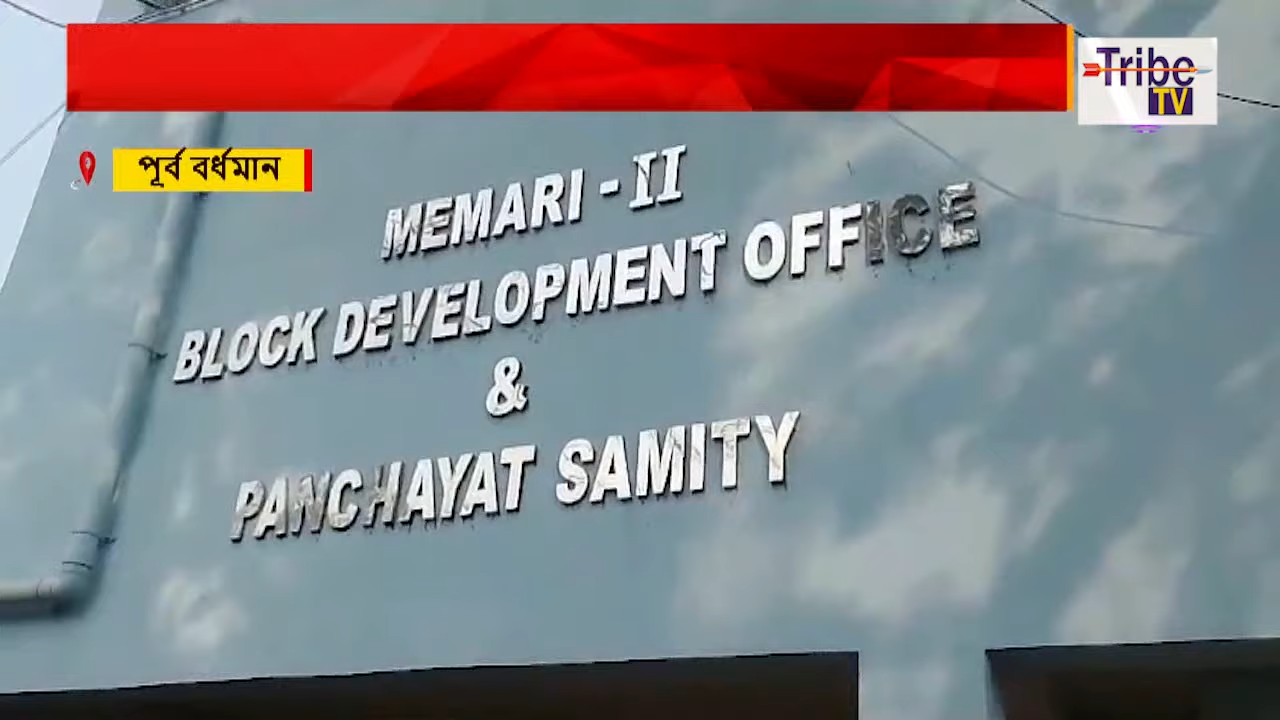 Tribe
TV
পূর্ব বর্ধমান
MEMARI - II
BLOCK DEVELOPMENT OFFICE
&
PANCHAYAT SAMITY